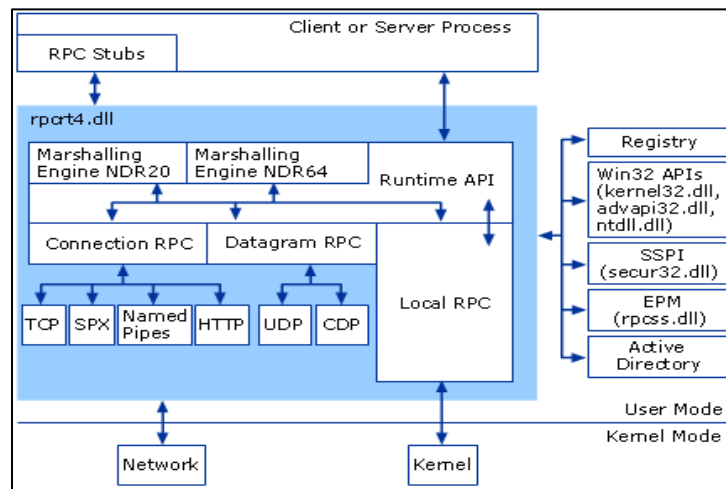 Client or Server Process
RPC Stubs
rpcrt4.dll
Marshalling
Engine NDR20
Marshalling
Engine NDR64
Runtime API
Connection RPC
Datagram RPC
Local RPC
TCP
SPX
Named
Pipes
HTTP
UDP
CDP
Registry
Win32 APIs
(kernel32.dll,
advapi32.dll,
ntdll.dll)
SSPI
(secur32.dll)
EPM
(rpcss.dll)
Active
Directory
User Mode
Kernel Mode
Network
Kernel